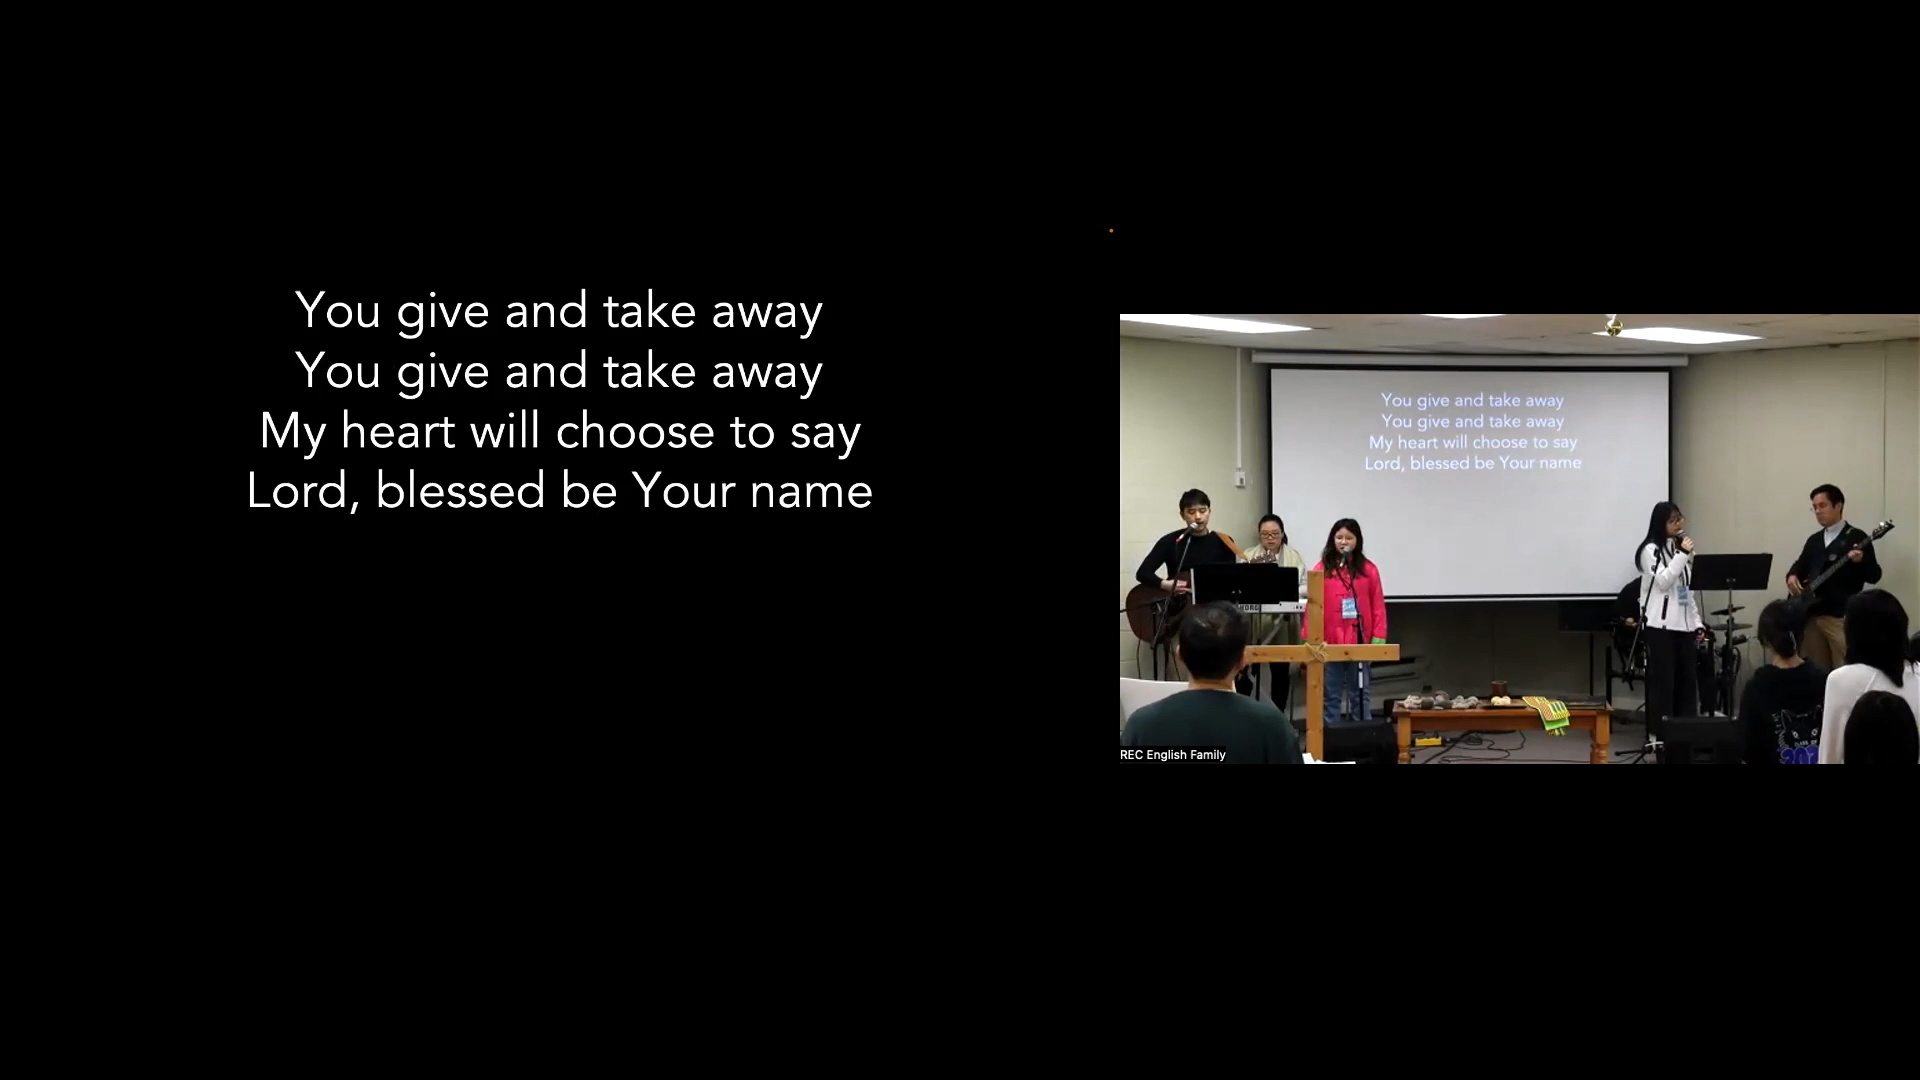 You give and take away
You give and take away
My heart will choose to say
Lord, blessed be Your name
You give and take away
You give and take away
My heart will choose to say
Lord, blessed be Your name
REC English Family